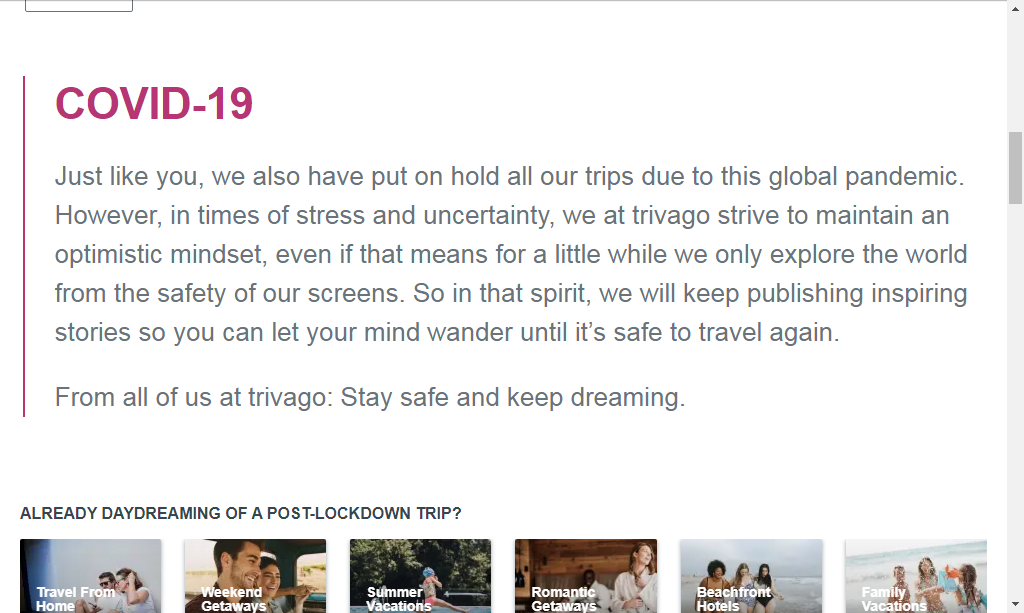 COVID-19
Just like you, we also have put on hold all our trips due to this global pandemic.
However, in times of stress and uncertainty, we at trivago strive to maintain an
optimistic mindset, even if that means for a little while we only explore the world
from the safety of our screens. So in that spirit, we will keep publishing inspiring
stories so you can let your mind wander until it’s safe to travel again.
From all of us at trivago: Stay safe and keep dreaming.
ALREADY DAYDREAMING OF A POST-LOCKDOWN TRIP?
Travel From
Home
Weekend
Getaways
Summer
Vacations
Romantic
Getaways
Beachfront
Hotels
Family
Vacations